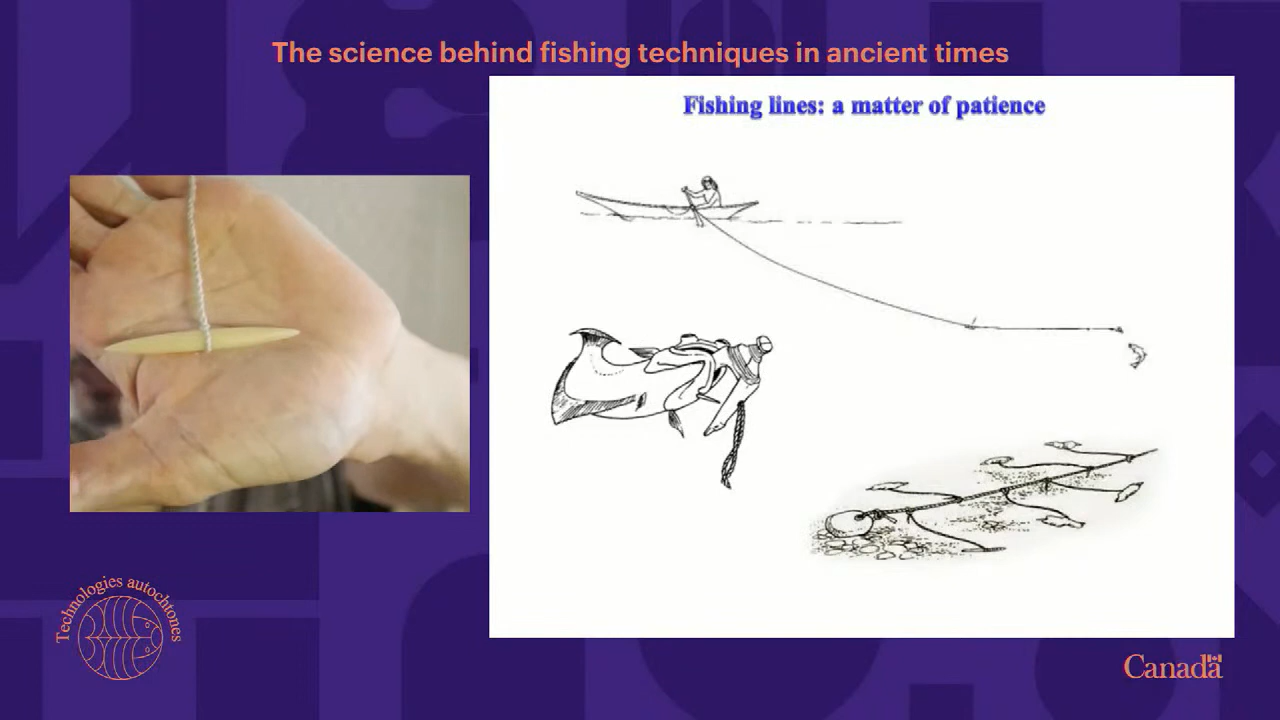 The science behind fishing techniques in ancient times
Fishing lines: a matter of patience
Technologies autochtones
Canada